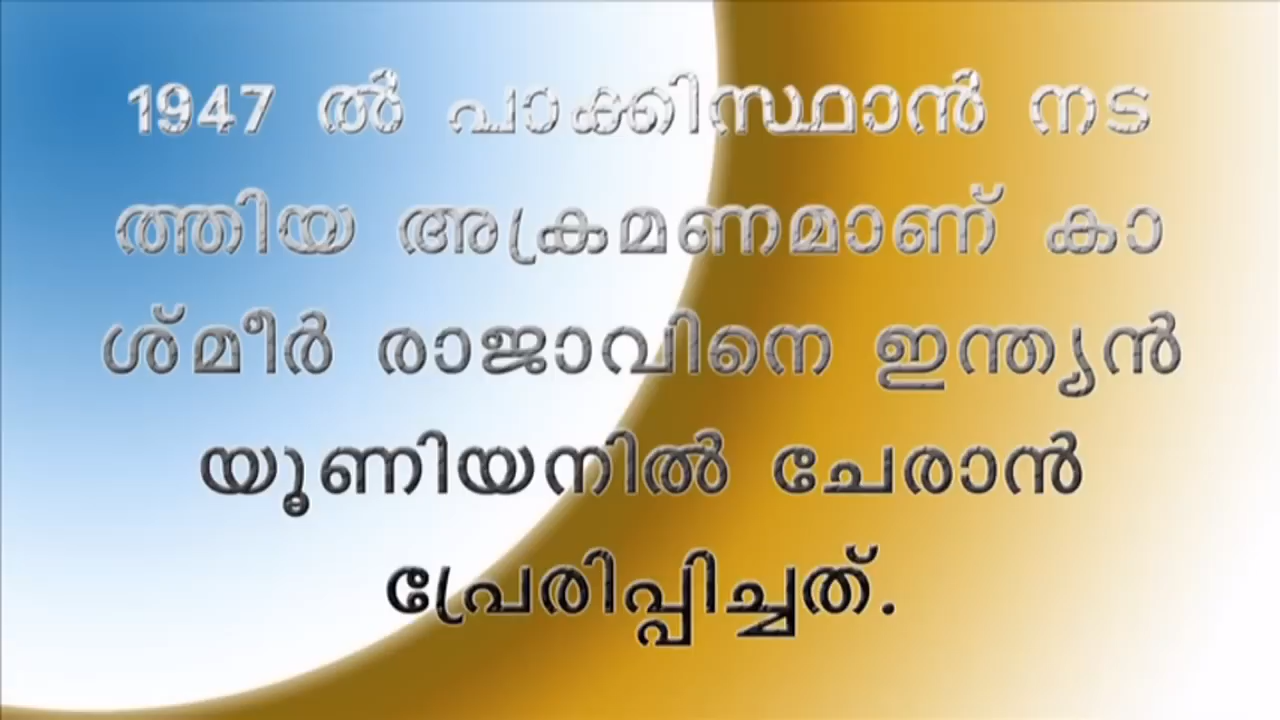 1947 ൽ പാക്കിസ്ഥാൻ നട
ത്തിയ അക്രമണമാണ് കാ
ശ്മീർ രാജാവിനെ ഇന്ത്യൻ
യൂണിയനിൽ ചേരാൻ
പ്രേരിപ്പിച്ചത്.